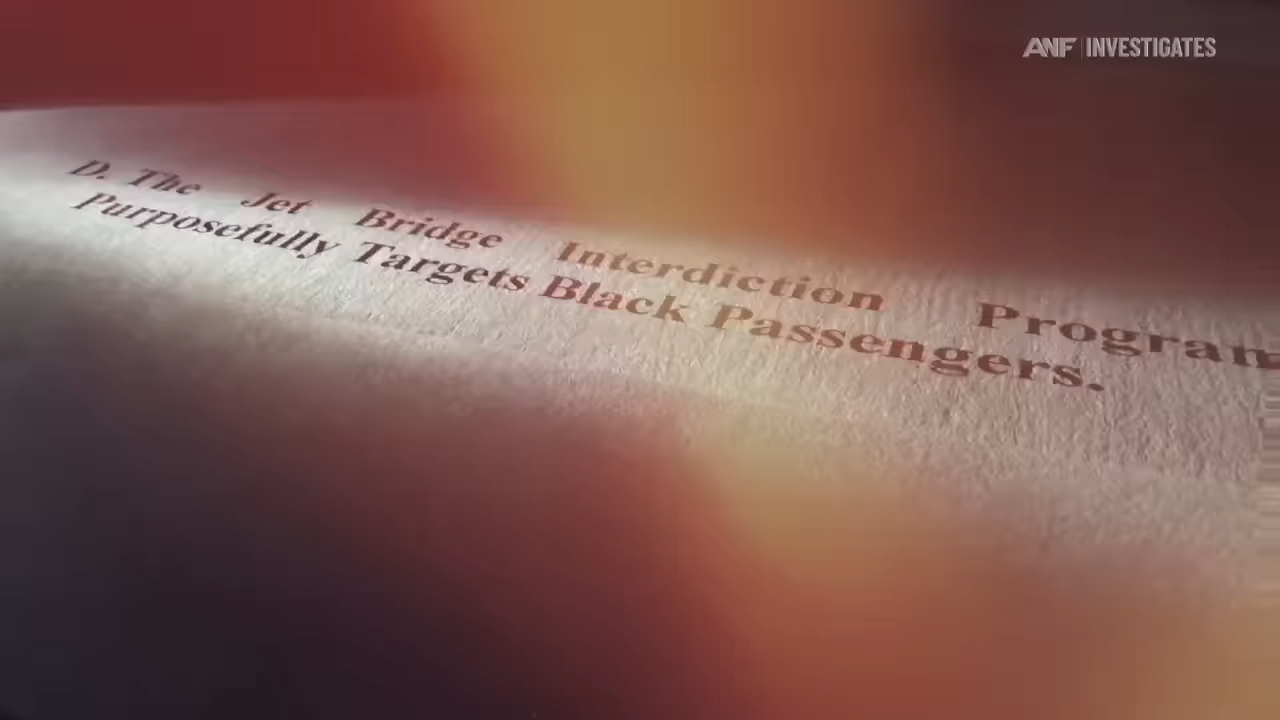 ANF INVESTIGATES
D. The Jet Bridge Interdiction Program
Purposefully Targets Black Passengers.